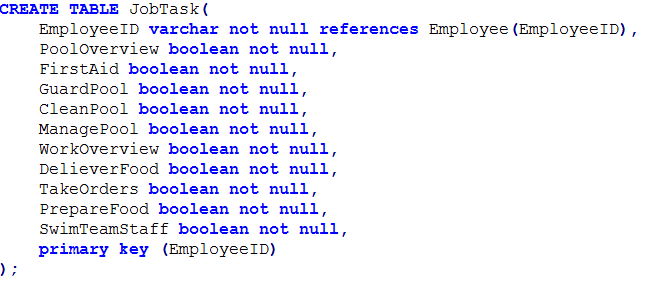 CREATE TABLE JobTask(
    EmployeeID varchar not null references Employee(EmployeeID),
    PoolOverview boolean not null,
    FirstAid boolean not null,
    GuardPool boolean not null,
    CleanPool boolean not null,
    ManagePool boolean not null,
    WorkOverview boolean not null,
    DelieverFood boolean not null,
    TakeOrders boolean not null,
    PrepareFood boolean not null,
    SwimTeamStaff boolean not null,
    primary key (EmployeeID)
);